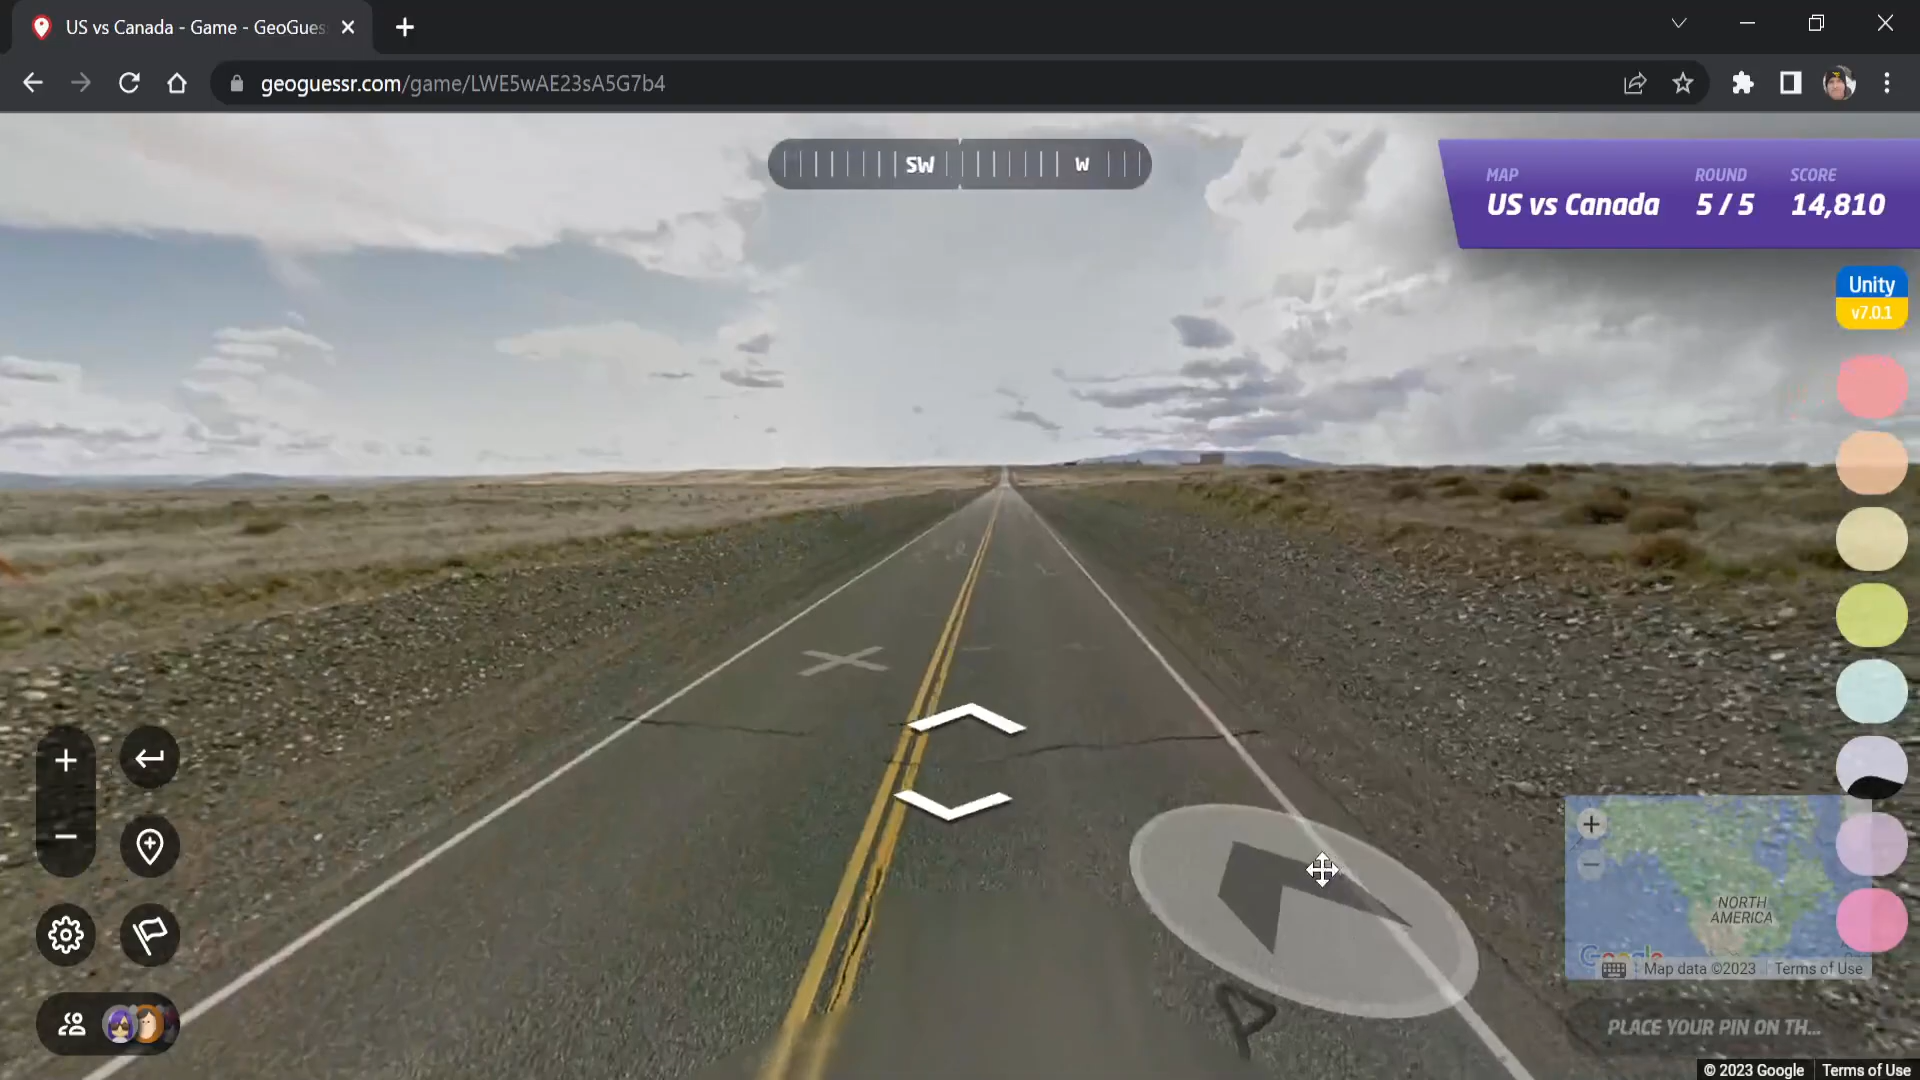 US vs Canada - Game - GeoGues
geoguessr.com/game/LWE5wAE23sA5G7b4
SW W
MAP ROUND SCORE
US vs Canada 5 / 5 14,810
Unity
v7.0.1
NORTH
AMERICA
Google
Map data ©2023 Terms of Use
PLACE YOUR PIN ON TH...
© 2023 Google Terms of Use